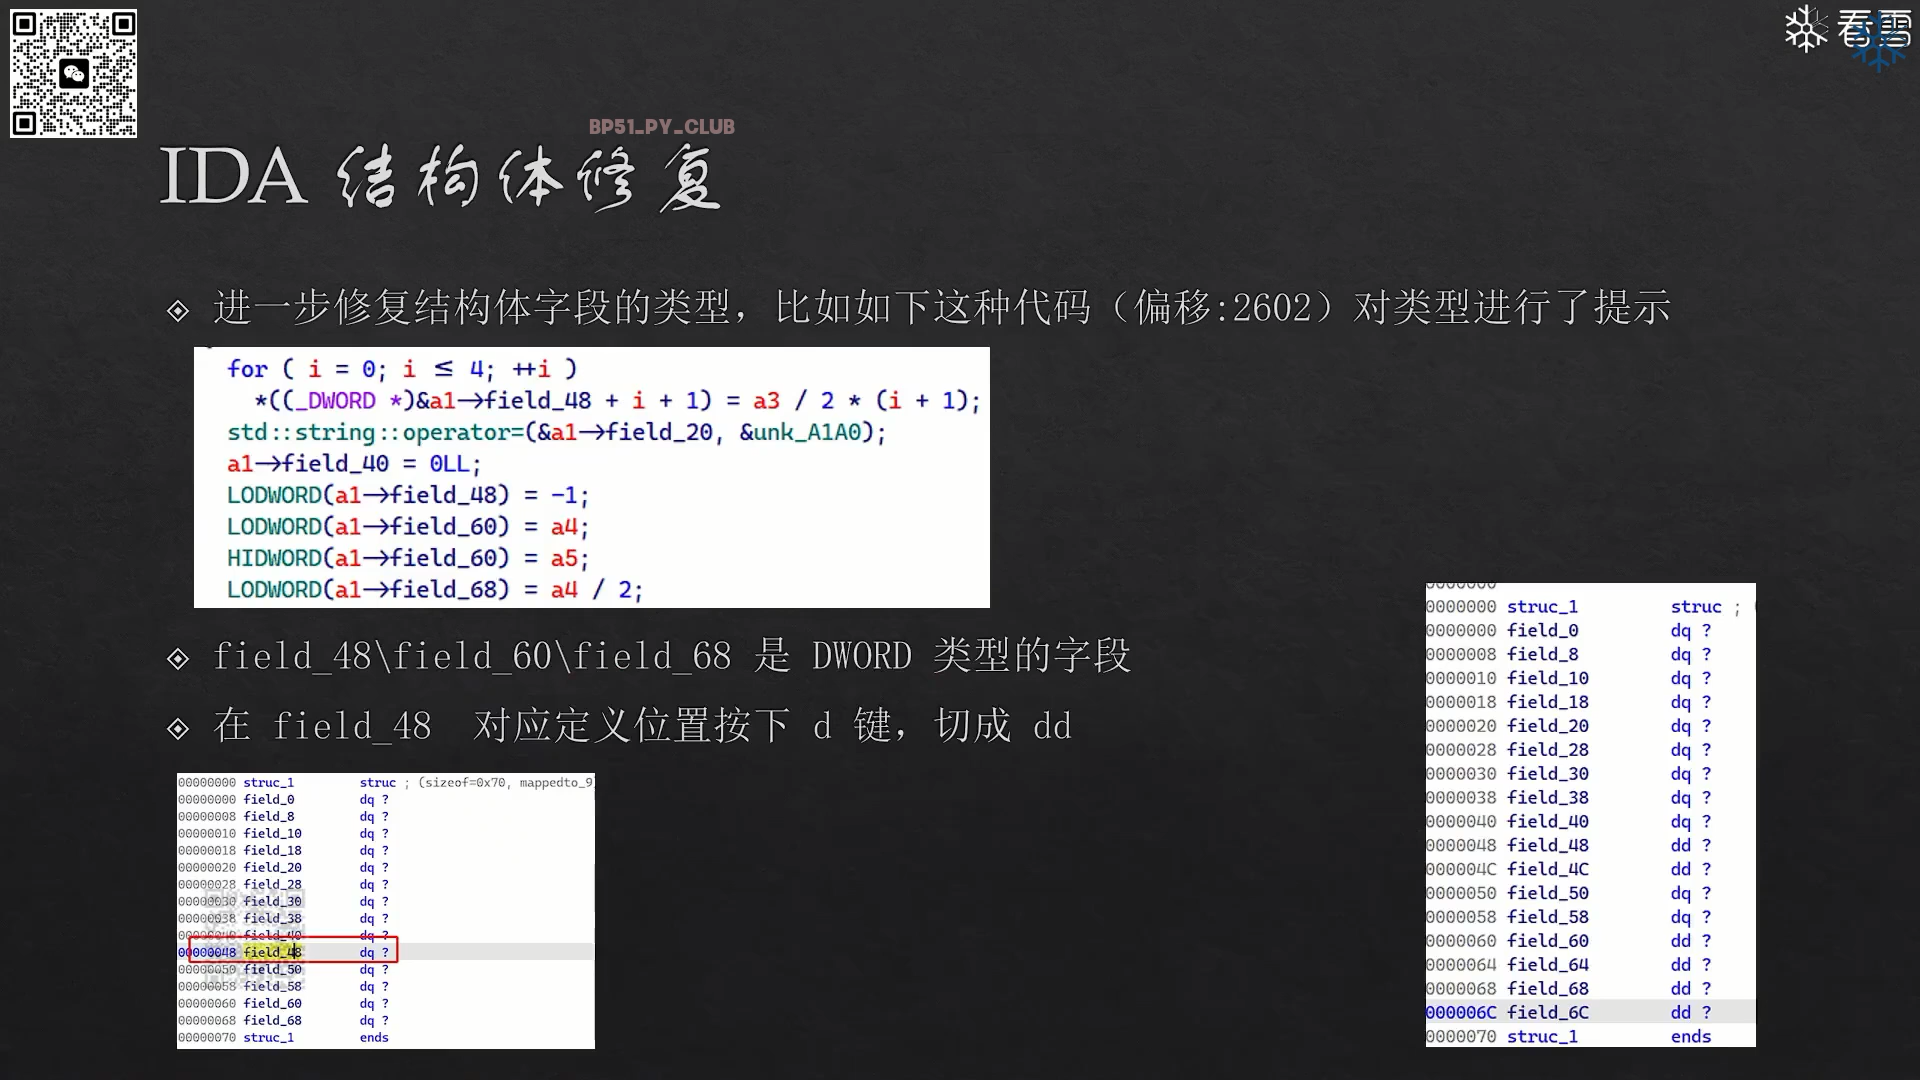 看雪
BP51_PY_CLUB
IDA 结构体修复
进一步修复结构体字段的类型，比如如下这种代码（偏移:2602）对类型进行了提示
for ( i = 0; i ≤ 4; ++i )
*((_DWORD *)&a1→field_48 + i + 1) = a3 / 2 * (i + 1);
std::string::operator=(&a1→field_20, &unk_A1A0);
a1→field_40 = 0LL;
LODWORD(a1→field_48) = -1;
LODWORD(a1→field_60) = a4;
HIDWORD(a1→field_60) = a5;
LODWORD(a1→field_68) = a4 / 2;
field_48\field_60\field_68 是 DWORD 类型的字段
在 field_48 对应定义位置按下 d 键，切成 dd
00000000 struc_1 struc ; (sizeof=0x70, mappedto_9
00000000 field_0 dq ?
00000008 field_8 dq ?
00000010 field_10 dq ?
00000018 field_18 dq ?
00000020 field_20 dq ?
00000028 field_28 dq ?
00000030 field_30 dq ?
00000038 field_38 dq ?
00000040 field_40 dq ?
00000048 field_48 dq ?
00000050 field_50 dq ?
00000058 field_58 dq ?
00000060 field_60 dq ?
00000068 field_68 dq ?
00000070 struc_1 ends
0000000
0000000 struc_1 struc ;
0000000 field_0 dq ?
0000008 field_8 dq ?
0000010 field_10 dq ?
0000018 field_18 dq ?
0000020 field_20 dq ?
0000028 field_28 dq ?
0000030 field_30 dq ?
0000038 field_38 dq ?
0000040 field_40 dq ?
0000048 field_48 dd ?
000004C field_4C dd ?
0000050 field_50 dq ?
0000058 field_58 dq ?
0000060 field_60 dd ?
0000064 field_64 dd ?
0000068 field_68 dd ?
000006C field_6C dd ?
0000070 struc_1 ends